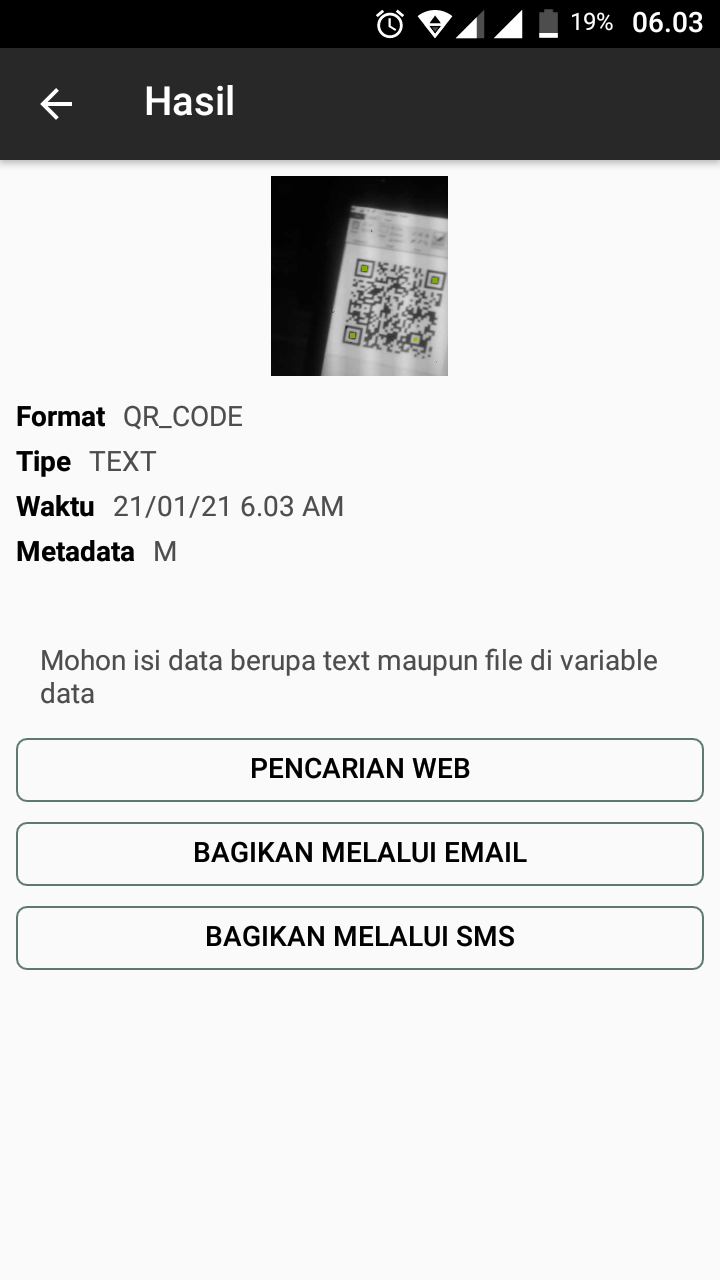 19% 06.03
Hasil
Format QR_CODE
Tipe TEXT
Waktu 21/01/21 6.03 AM
Metadata M
Mohon isi data berupa text maupun file di variable
data
PENCARIAN WEB
BAGIKAN MELALUI EMAIL
BAGIKAN MELALUI SMS